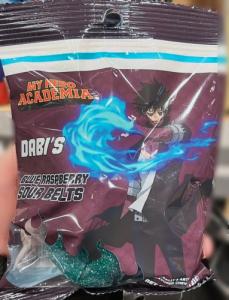 MY HERO
ACADEMIA
DABI'S
BLUE RASPBERRY
SOUR BELTS